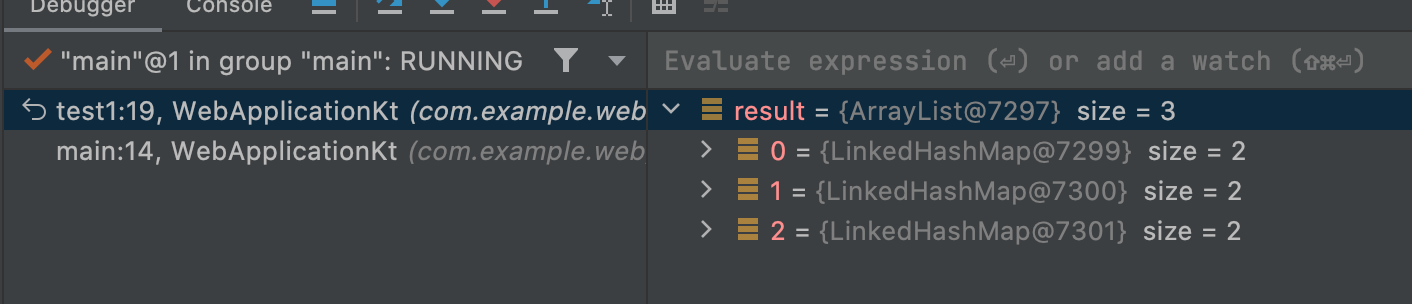 Debugger Console
"main"@1 in group "main": RUNNING
Evaluate expression (⏎) or add a watch (⇧⌘⏎)
test1:19, WebApplicationKt (com.example.web
main:14, WebApplicationKt (com.example.web
result = {ArrayList@7297} size = 3
0 = {LinkedHashMap@7299} size = 2
1 = {LinkedHashMap@7300} size = 2
2 = {LinkedHashMap@7301} size = 2